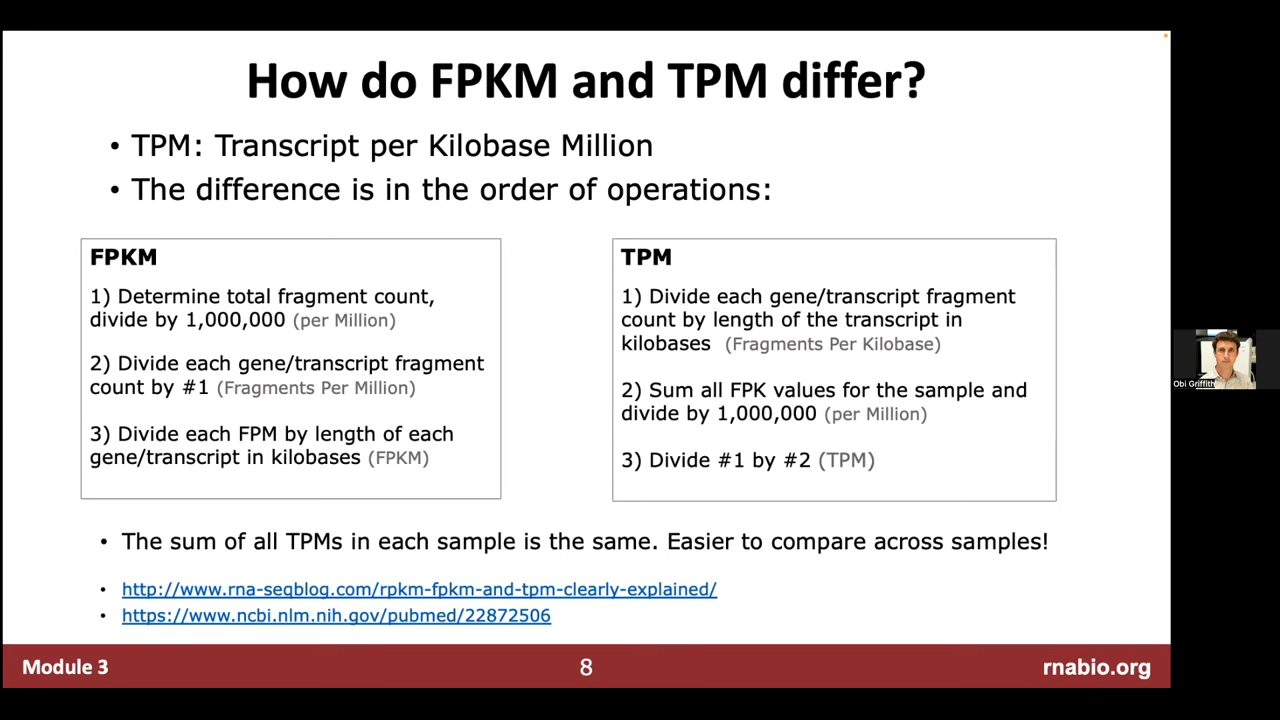 How do FPKM and TPM differ?
• TPM: Transcript per Kilobase Million
• The difference is in the order of operations:
FPKM
1) Determine total fragment count,
divide by 1,000,000 (per Million)
2) Divide each gene/transcript fragment
count by #1 (Fragments Per Million)
3) Divide each FPM by length of each
gene/transcript in kilobases (FPKM)
TPM
1) Divide each gene/transcript fragment
count by length of the transcript in
kilobases (Fragments Per Kilobase)
2) Sum all FPK values for the sample and
divide by 1,000,000 (per Million)
3) Divide #1 by #2 (TPM)
• The sum of all TPMs in each sample is the same. Easier to compare across samples!
• http://www.rna-seqblog.com/rpkm-fpkm-and-tpm-clearly-explained/
• https://www.ncbi.nlm.nih.gov/pubmed/22872506
Module 3
8
rnabio.org
Obi Griffith